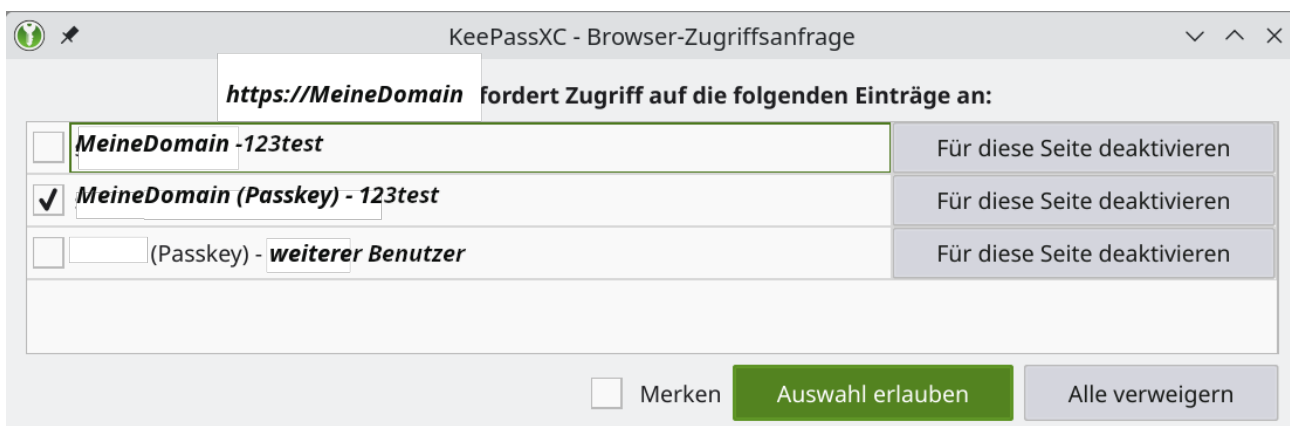 KeePassXC - Browser-Zugriffsanfrage
https://MeineDomain fordert Zugriff auf die folgenden Einträge an:
MeineDomain -123test Für diese Seite deaktivieren
MeineDomain (Passkey) - 123test Für diese Seite deaktivieren
(Passkey) - weiterer Benutzer Für diese Seite deaktivieren
Merken Auswahl erlauben Alle verweigern